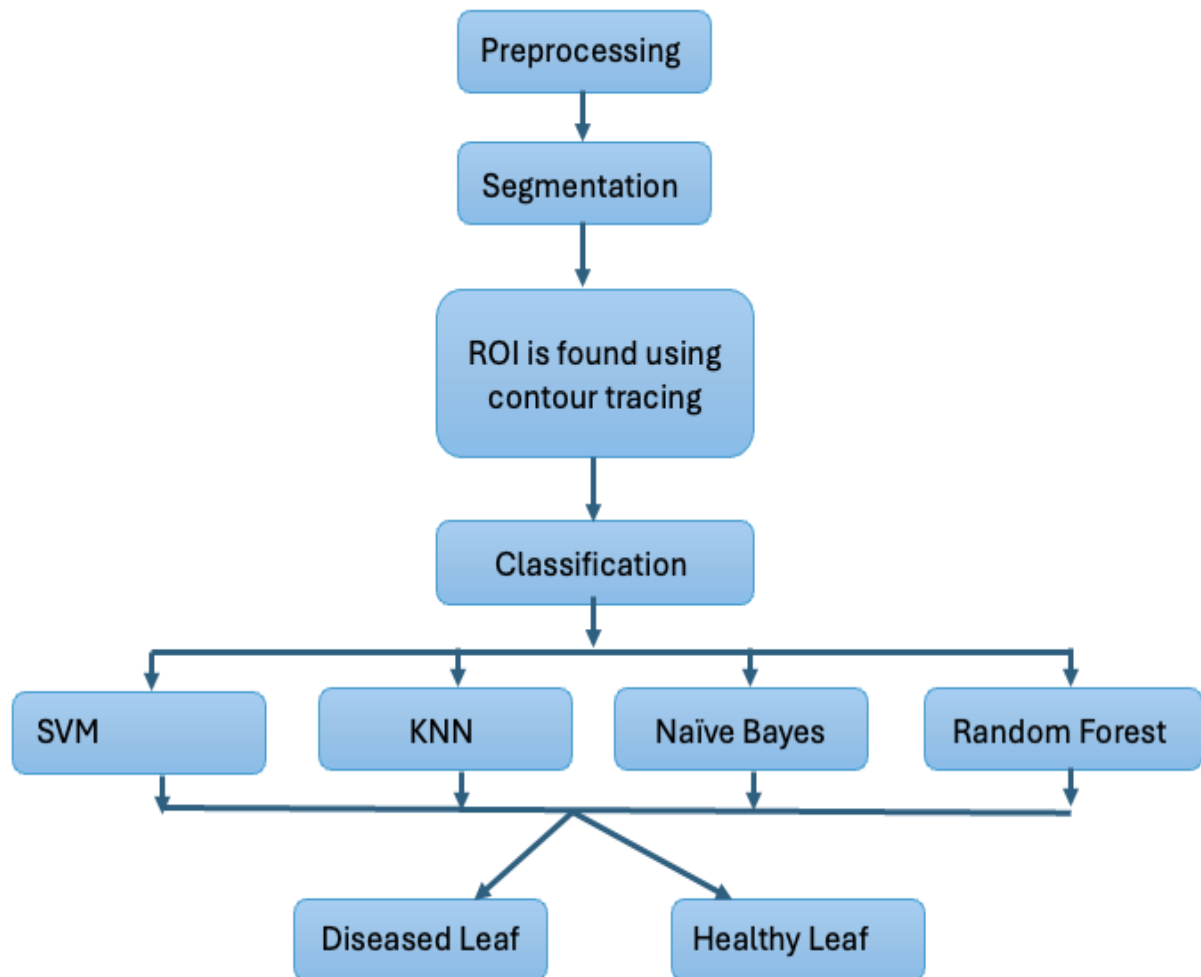 Preprocessing
Segmentation
ROI is found using
contour tracing
Classification
SVM
KNN
Naïve Bayes
Random Forest
Diseased Leaf
Healthy Leaf